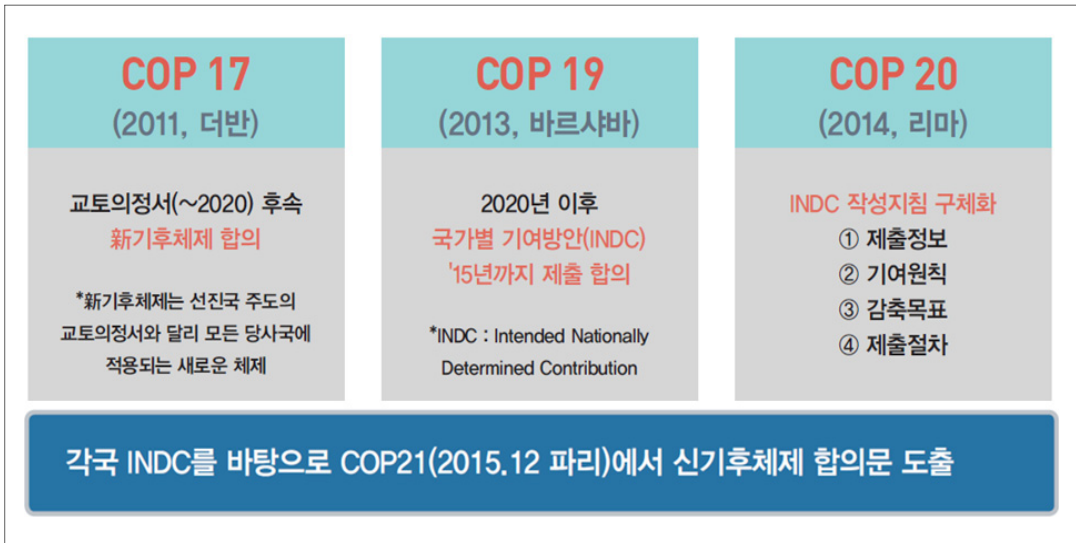 COP 17
(2011, 더반)
교토의정서(～2020) 후속
新기후체제 합의
*新기후체제는 선진국 주도의
교토의정서와 달리 모든 당사국에
적용되는 새로운 체제
COP 19
(2013, 바르샤바)
2020년 이후
국가별 기여방안(INDC)
'15년까지 제출 합의
*INDC : Intended Nationally
Determined Contribution
COP 20
(2014, 리마)
INDC 작성지침 구체화
① 제출정보
② 기여원칙
③ 감축목표
④ 제출절차
각국 INDC를 바탕으로 COP21(2015.12 파리)에서 신기후체제 합의문 도출